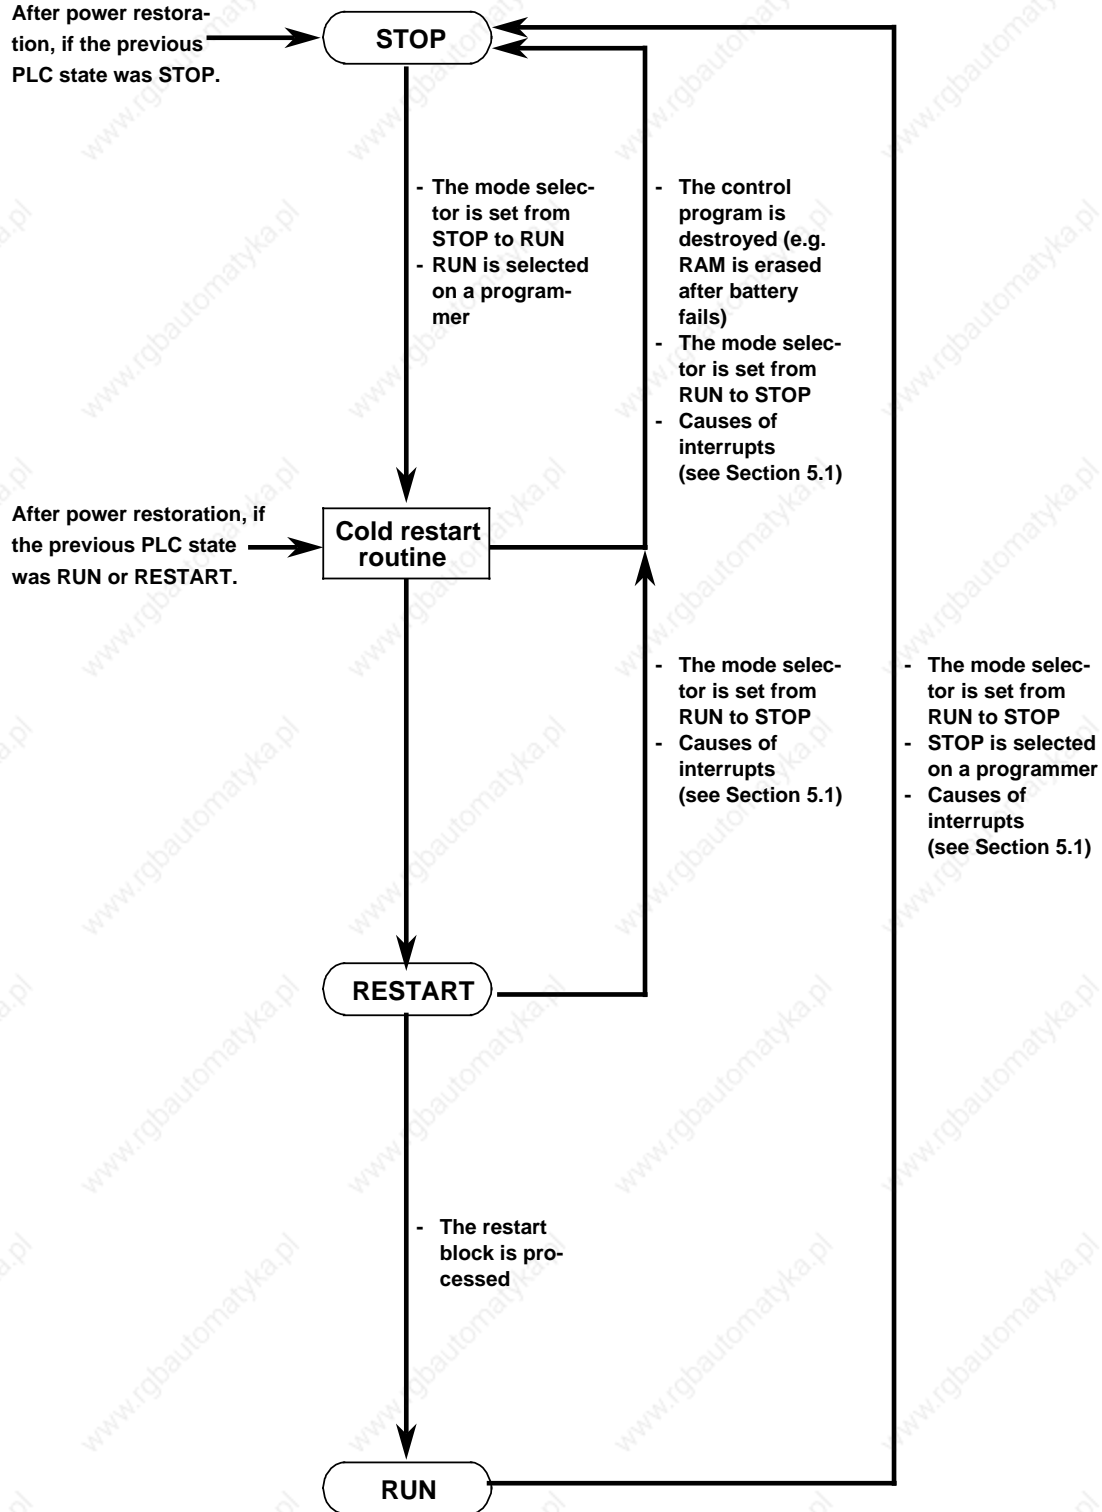 After power restora-
tion, if the previous
PLC state was STOP.
STOP
- The mode selec-
tor is set from
STOP to RUN
- RUN is selected
on a program-
mer
- The control
program is
destroyed (e.g.
RAM is erased
after battery
fails)
- The mode selec-
tor is set from
RUN to STOP
- Causes of
interrupts
(see Section 5.1)
After power restoration, if
the previous PLC state
was RUN or RESTART.
Cold restart
routine
- The mode selec-
tor is set from
RUN to STOP
- Causes of
interrupts
(see Section 5.1)
- The mode selec-
tor is set from
RUN to STOP
- STOP is selected
on a programmer
- Causes of
interrupts
(see Section 5.1)
RESTART
- The restart
block is pro-
cessed
RUN
www.rgbautomatyka.pl